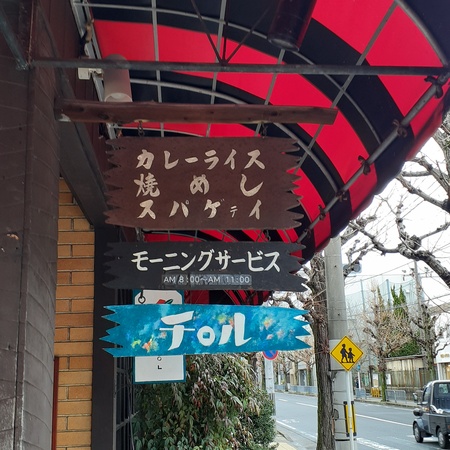 カレーライス
焼めし
スパゲティ
モーニングサービス
AM 8:00〜AM 11:00
チロル